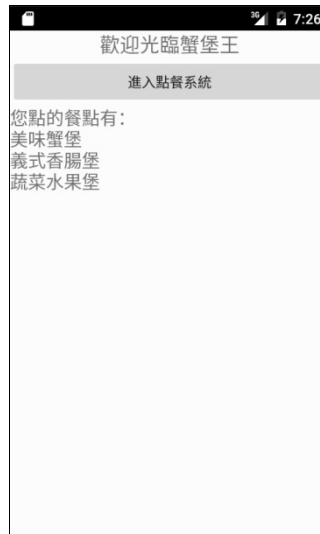 3G 7:26
歡迎光臨蟹堡王
進入點餐系統
您點的餐點有:
美味蟹堡
義式香腸堡
蔬菜水果堡